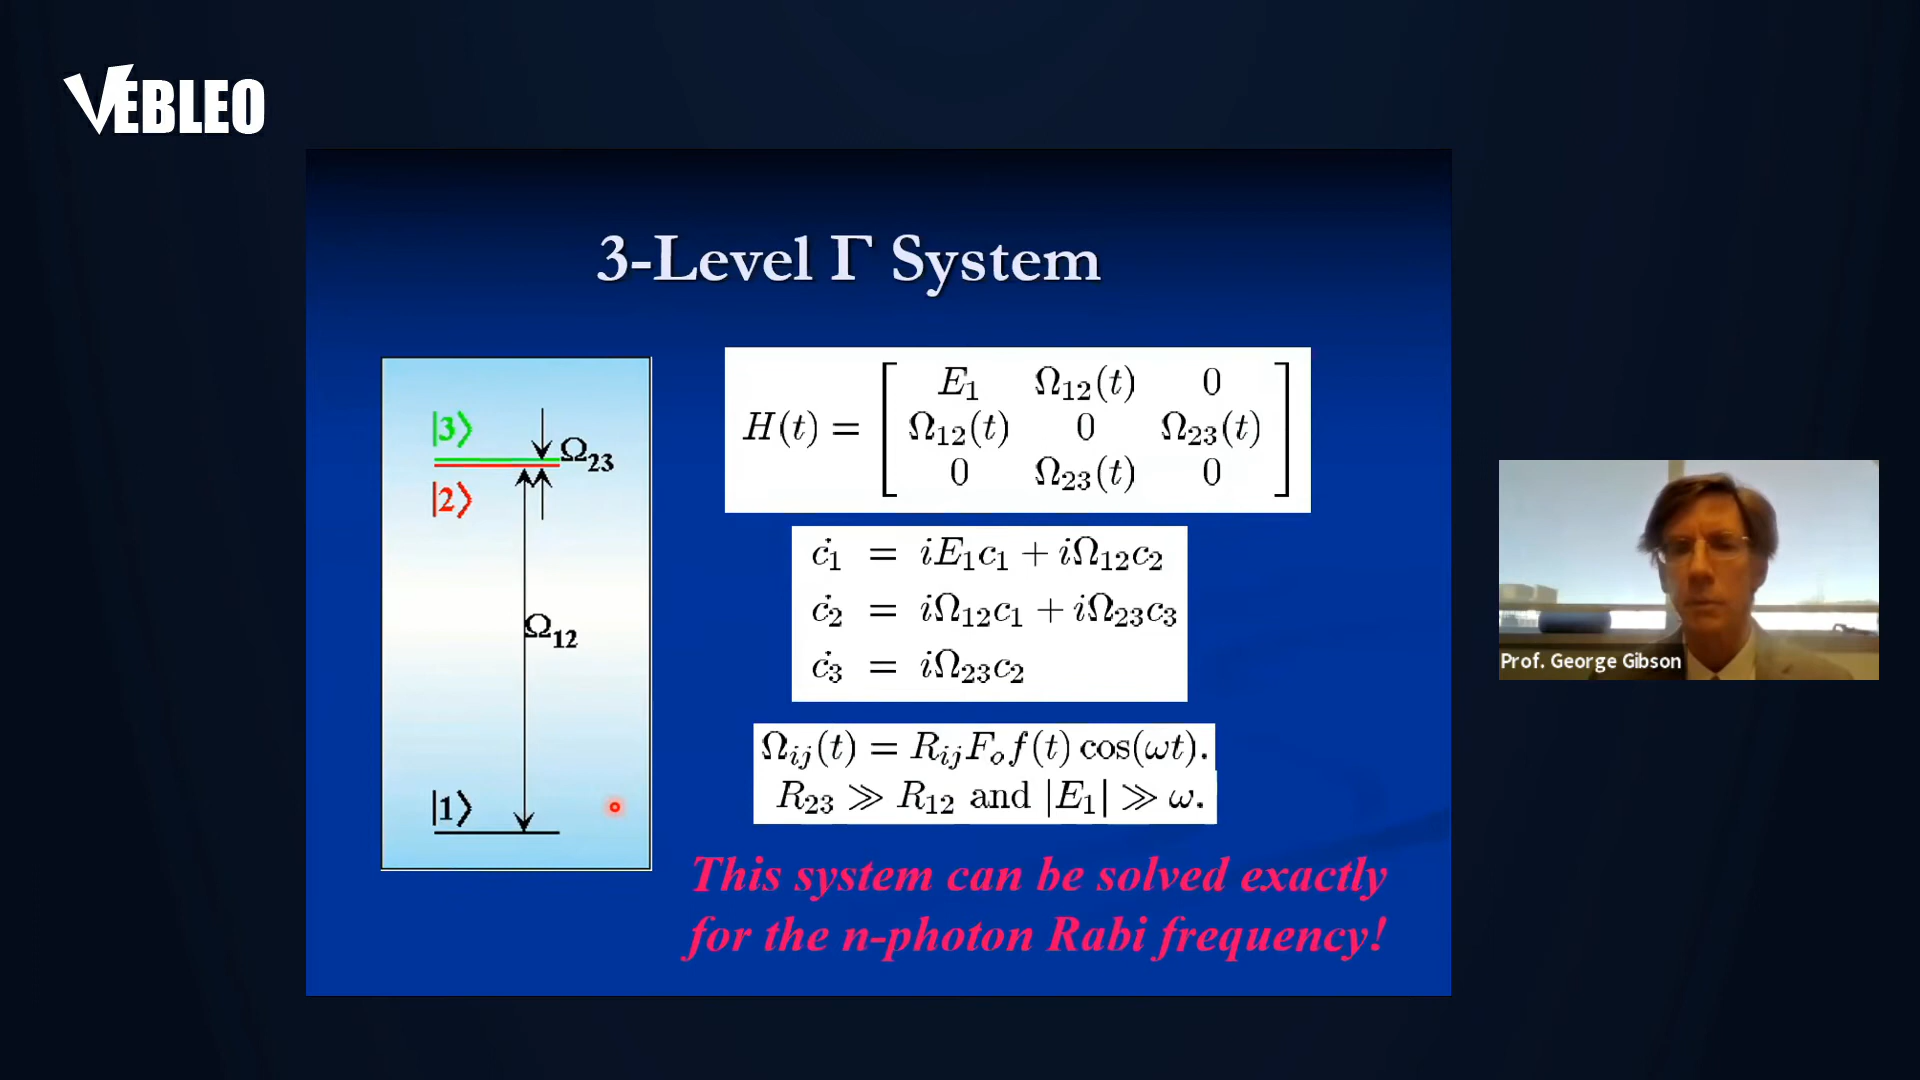 VEBLEO
3-Level Γ System
|3⟩
Ω23
|2⟩
Ω12
|1⟩
H(t) = [ E₁ Ω₁₂(t) 0
Ω₁₂(t) 0 Ω₂₃(t)
0 Ω₂₃(t) 0 ]
ċ₁ = iE₁c₁ + iΩ₁₂c₂
ċ₂ = iΩ₁₂c₁ + iΩ₂₃c₃
ċ₃ = iΩ₂₃c₂
Ωᵢⱼ(t) = RᵢⱼFₒf(t) cos(ωt).
R₂₃ ≫ R₁₂ and |E₁| ≫ ω.
This system can be solved exactly
for the n-photon Rabi frequency!
Prof. George Gibson